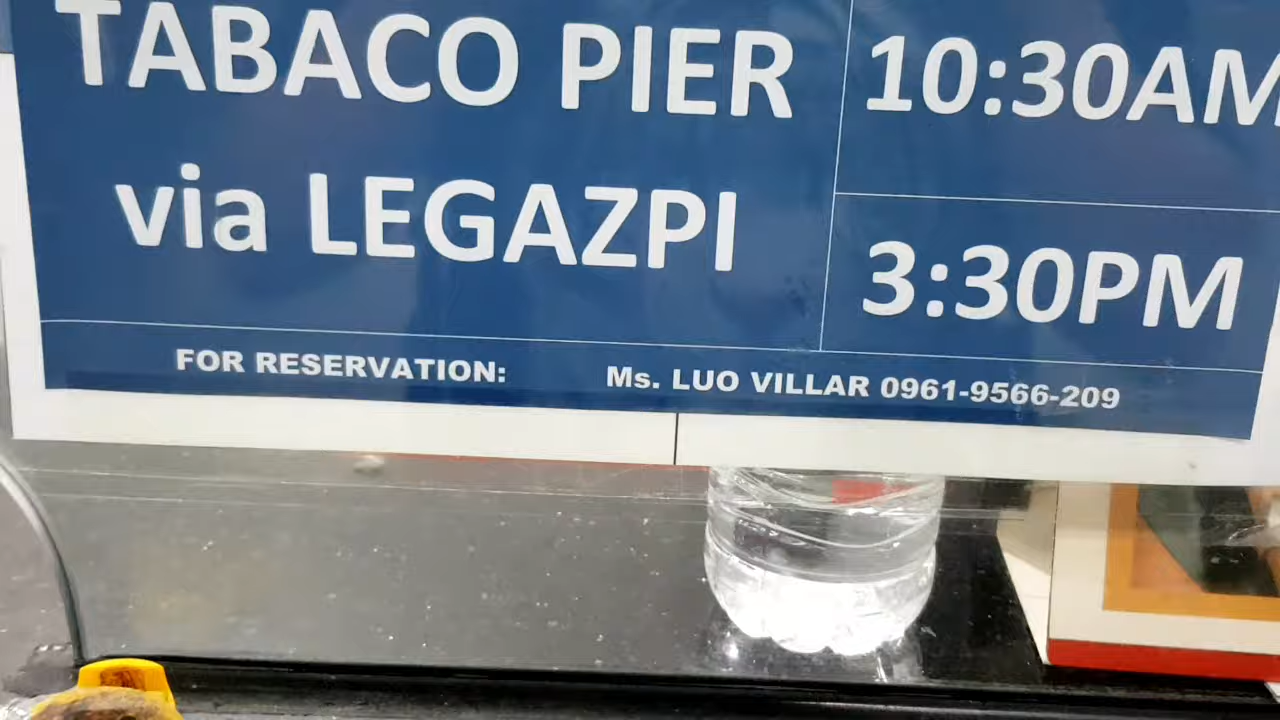 TABACO PIER
via LEGAZPI
10:30AM
3:30PM
FOR RESERVATION: Ms. LUO VILLAR 0961-9566-209